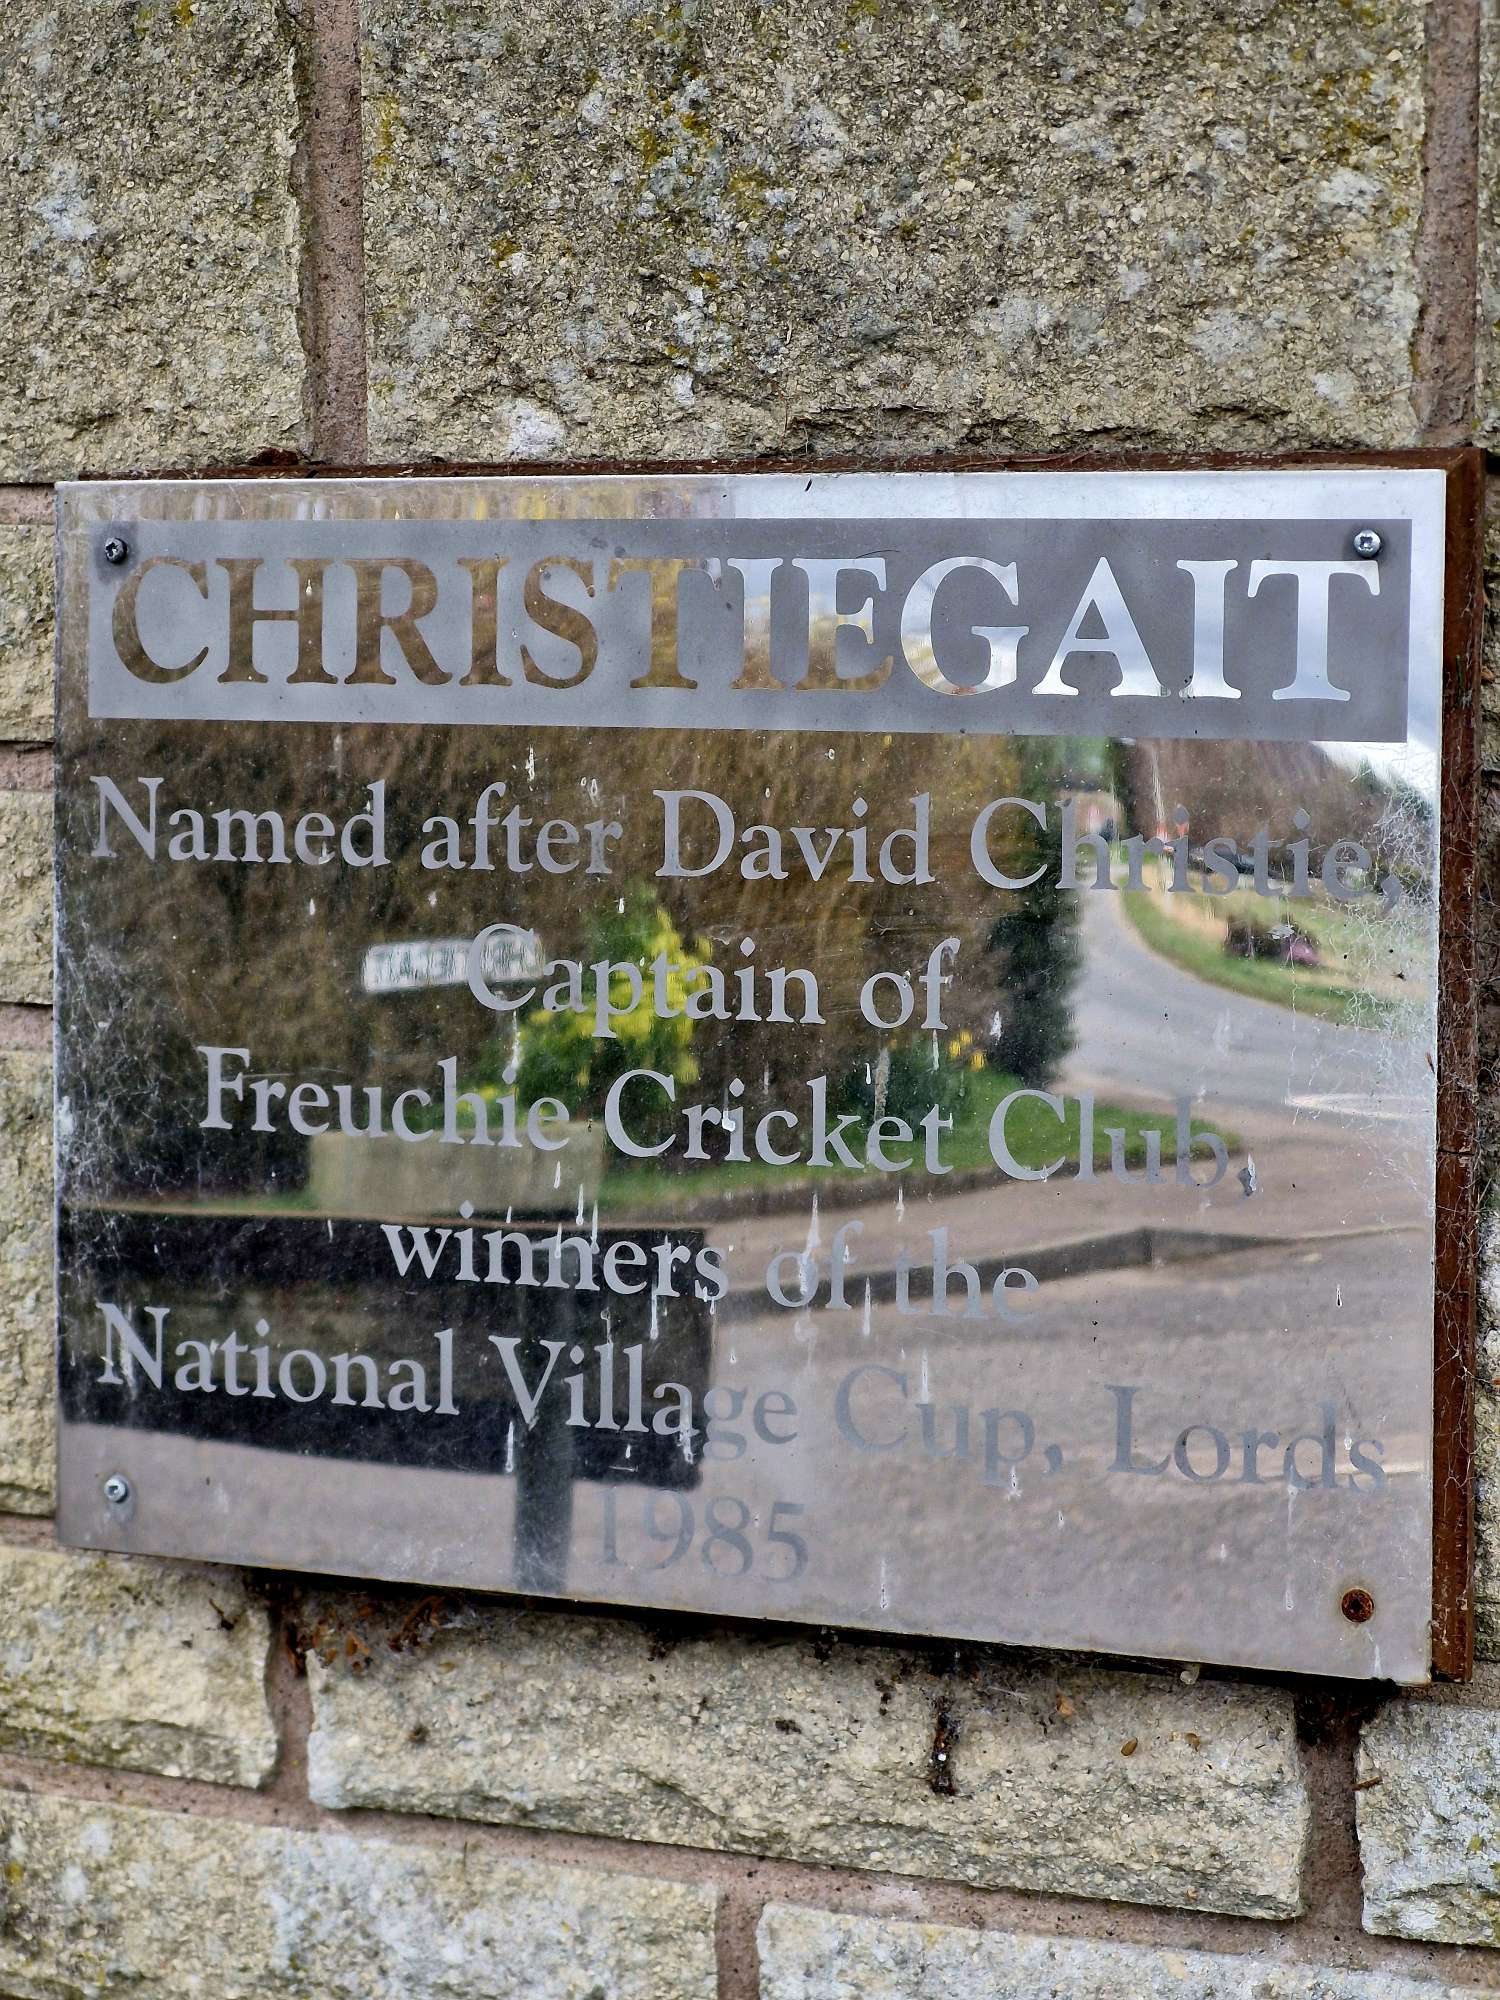 CHRISTIEGAIT
Named after David Christie,
Captain of
Freuchie Cricket Club,
winners of the
National Village Cup, Lords
1985